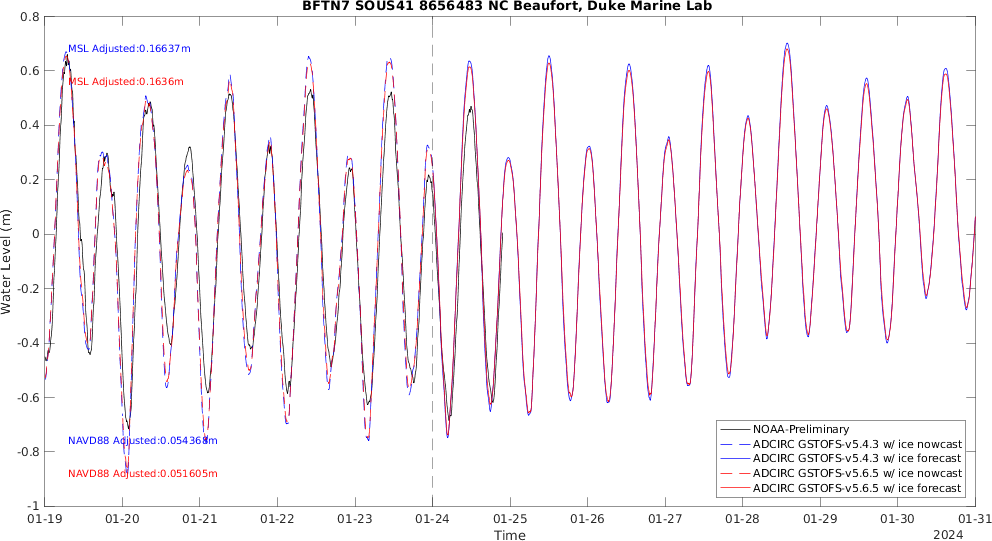 BFTN7 SOUS41 8656483 NC Beaufort, Duke Marine Lab
0.8
0.6
0.4
0.2
0
-0.2
-0.4
-0.6
-0.8
-1
Water Level (m)
MSL Adjusted:0.16637m
MSL Adjusted:0.1636m
NAVD88 Adjusted:0.054368m
NAVD88 Adjusted:0.051605m
NOAA-Preliminary
ADCIRC GSTOFS-v5.4.3 w/ ice nowcast
ADCIRC GSTOFS-v5.4.3 w/ ice forecast
ADCIRC GSTOFS-v5.6.5 w/ ice nowcast
ADCIRC GSTOFS-v5.6.5 w/ ice forecast
01-19 01-20 01-21 01-22 01-23 01-24 01-25 01-26 01-27 01-28 01-29 01-30 01-31
Time
2024